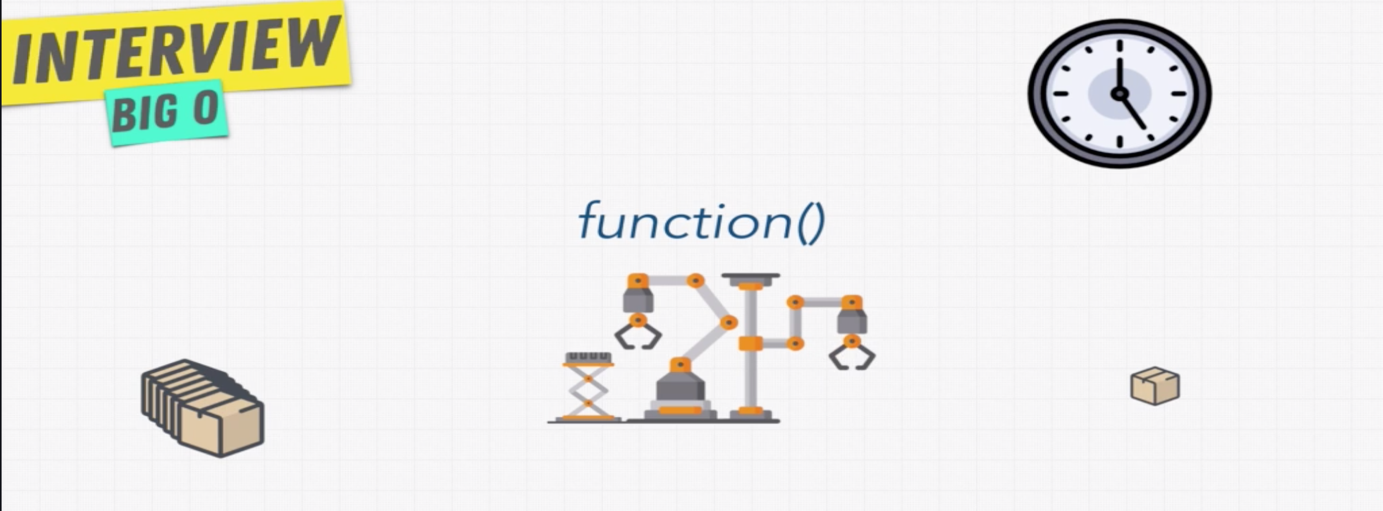 INTERVIEW
BIG O
function()